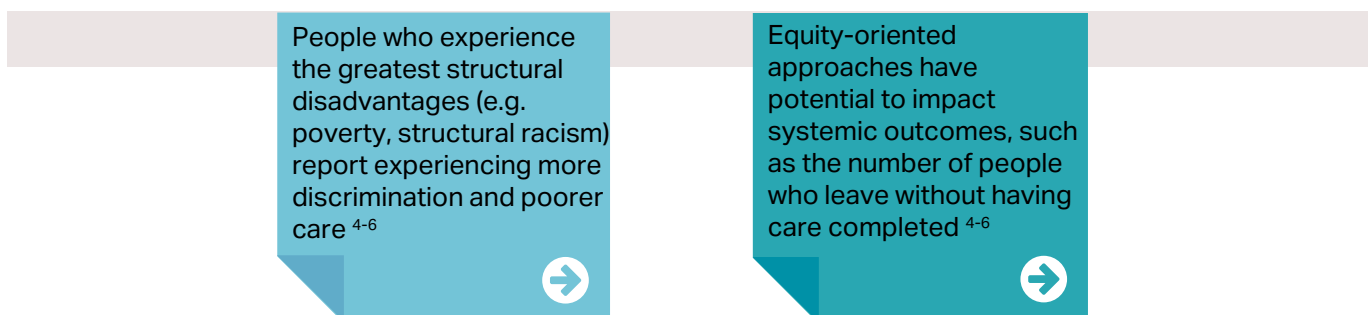 People who experience
the greatest structural
disadvantages (e.g.
poverty, structural racism)
report experiencing more
discrimination and poorer
care 4-6
Equity-oriented
approaches have
potential to impact
systemic outcomes, such
as the number of people
who leave without having
care completed 4-6